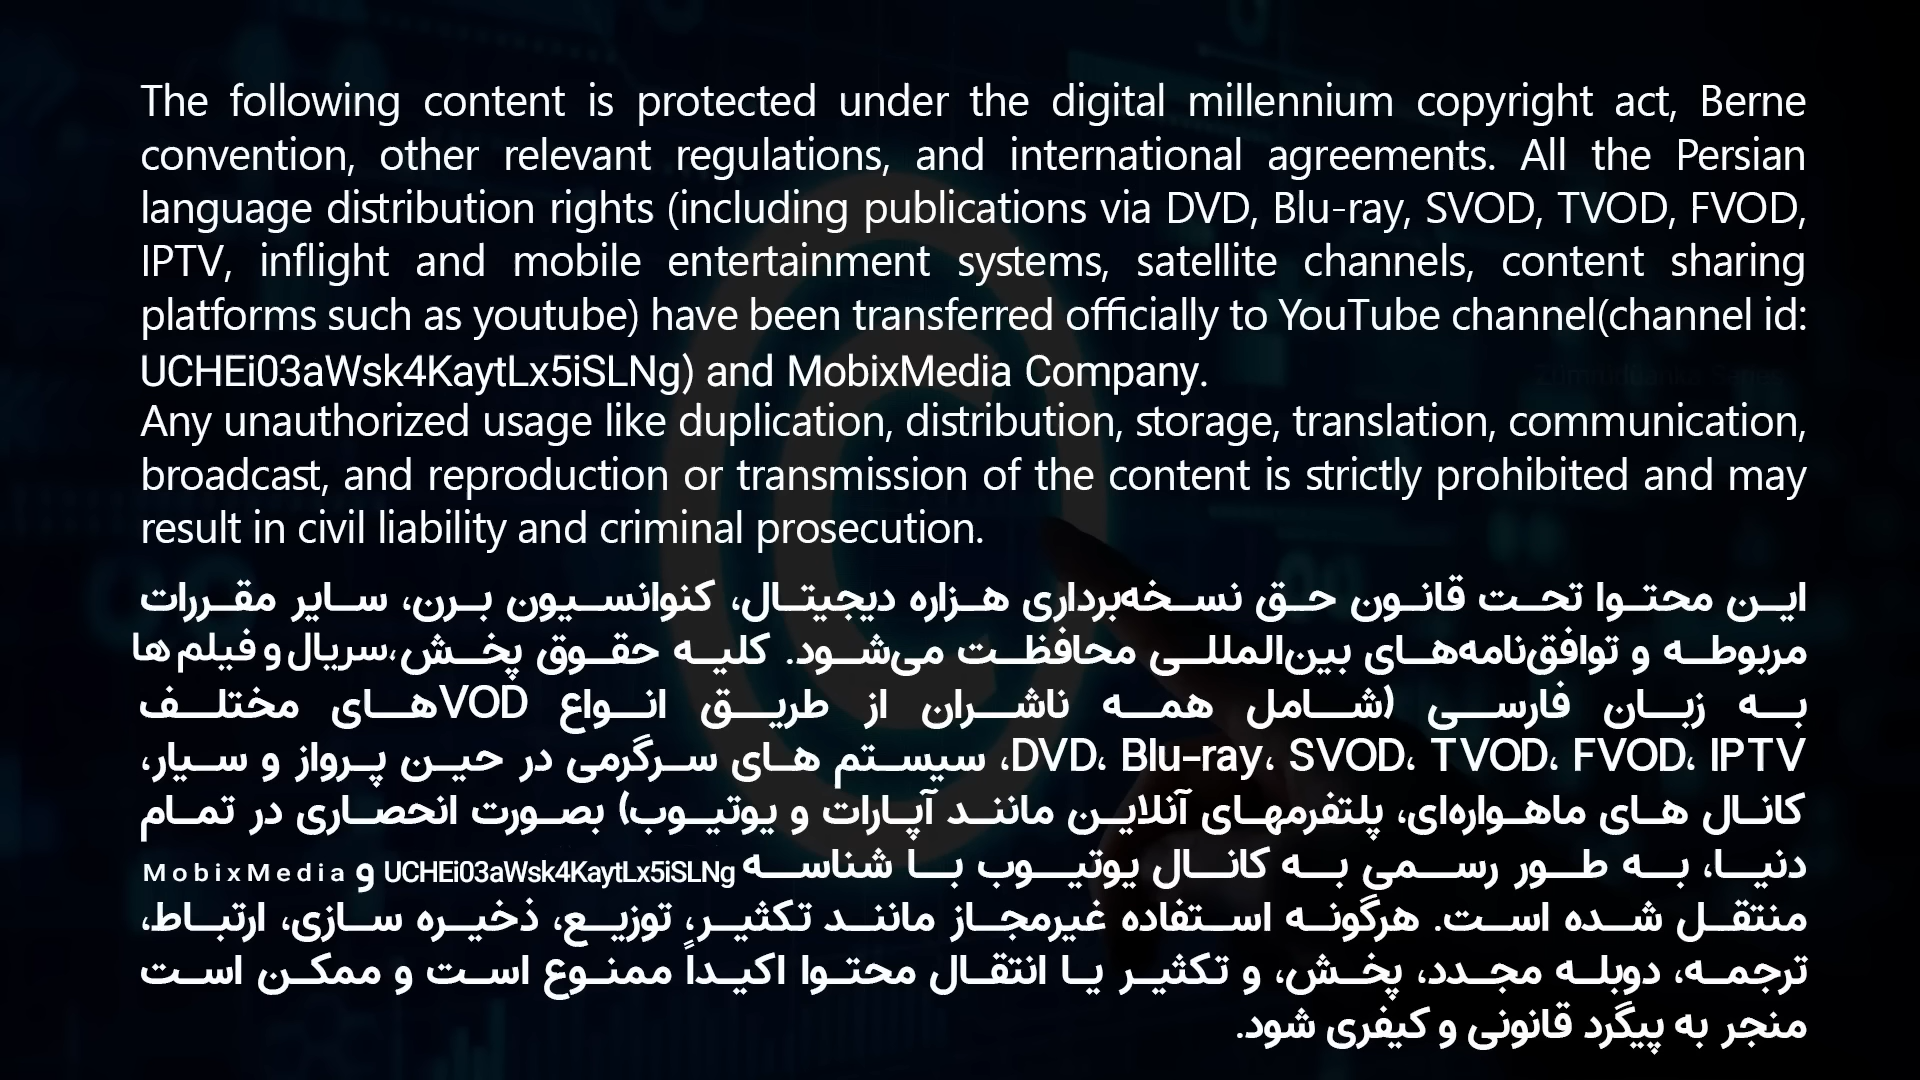 The following content is protected under the digital millennium copyright act, Berne
convention, other relevant regulations, and international agreements. All the Persian
language distribution rights (including publications via DVD, Blu-ray, SVOD, TVOD, FVOD,
IPTV, inflight and mobile entertainment systems, satellite channels, content sharing
platforms such as youtube) have been transferred officially to YouTube channel(channel id:
UCHEi03aWsk4KaytLx5iSLNg) and MobixMedia Company.
Any unauthorized usage like duplication, distribution, storage, translation, communication,
broadcast, and reproduction or transmission of the content is strictly prohibited and may
result in civil liability and criminal prosecution.
این محتوا تحت قانون حق نسخه‌برداری هزاره دیجیتال، کنوانسیون برن، سایر مقررات
مربوطه و توافق‌نامه‌های بین‌المللی محافظت می‌شود. کلیه حقوق پخش،سریال و فیلم ها
به زبان فارسی (شامل همه ناشران از طریق انواع VODهای مختلف
DVD، Blu-ray، SVOD، TVOD، FVOD، IPTV، سیستم های سرگرمی در حین پرواز و سیار،
کانال های ماهواره‌ای، پلتفرمهای آنلاین مانند آپارات و یوتیوب) بصورت انحصاری در تمام
دنیا، به طور رسمی به کانال یوتیوب با شناسه UCHEi03aWsk4KaytLx5iSLNg و MobixMedia
منتقل شده است. هرگونه استفاده غیرمجاز مانند تکثیر، توزیع، ذخیره سازی، ارتباط،
ترجمه، دوبله مجدد، پخش، و تکثیر یا انتقال محتوا اکیداً ممنوع است و ممکن است
منجر به پیگرد قانونی و کیفری شود.